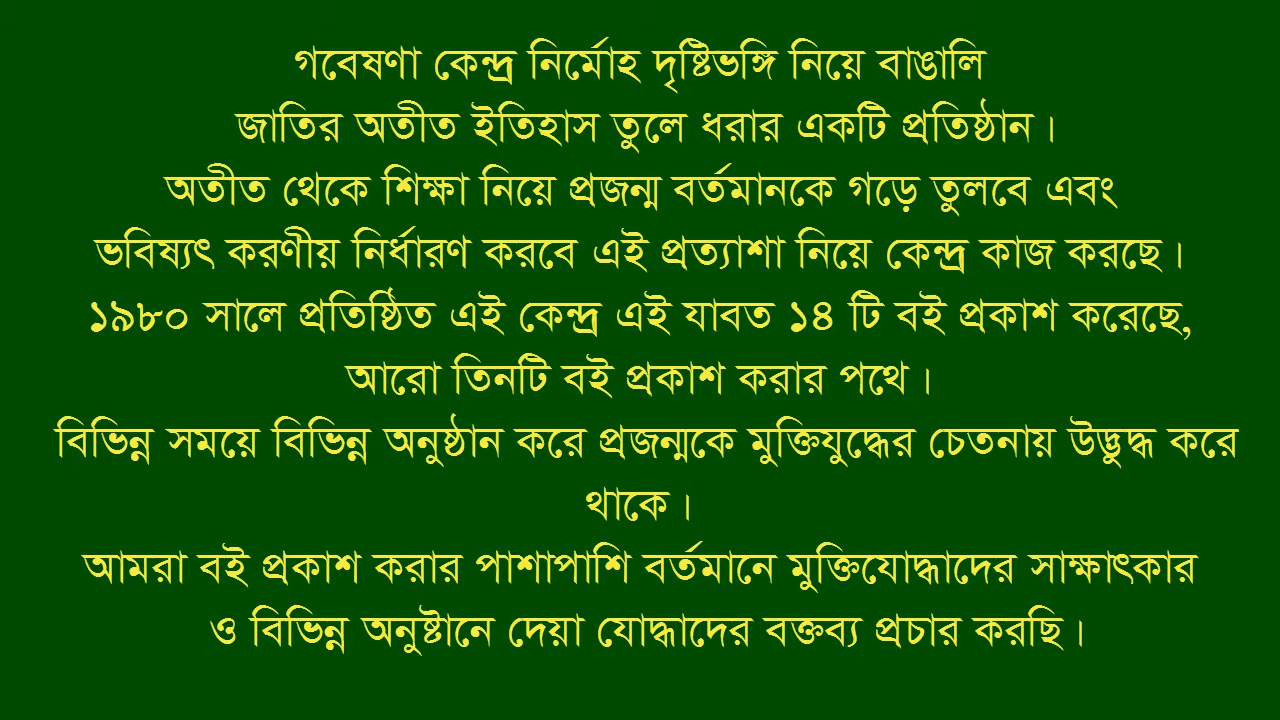 গবেষণা কেন্দ্র নির্মোহ দৃষ্টিভঙ্গি নিয়ে বাঙালি
জাতির অতীত ইতিহাস তুলে ধরার একটি প্রতিষ্ঠান।
অতীত থেকে শিক্ষা নিয়ে প্রজন্ম বর্তমানকে গড়ে তুলবে এবং
ভবিষ্যৎ করণীয় নির্ধারণ করবে এই প্রত্যাশা নিয়ে কেন্দ্র কাজ করছে।
১৯৮০ সালে প্রতিষ্ঠিত এই কেন্দ্র এই যাবত ১৪ টি বই প্রকাশ করেছে,
আরো তিনটি বই প্রকাশ করার পথে।
বিভিন্ন সময়ে বিভিন্ন অনুষ্ঠান করে প্রজন্মকে মুক্তিযুদ্ধের চেতনায় উদ্ভুদ্ধ করে
থাকে।
আমরা বই প্রকাশ করার পাশাপাশি বর্তমানে মুক্তিযোদ্ধাদের সাক্ষাৎকার
ও বিভিন্ন অনুষ্টানে দেয়া যোদ্ধাদের বক্তব্য প্রচার করছি।